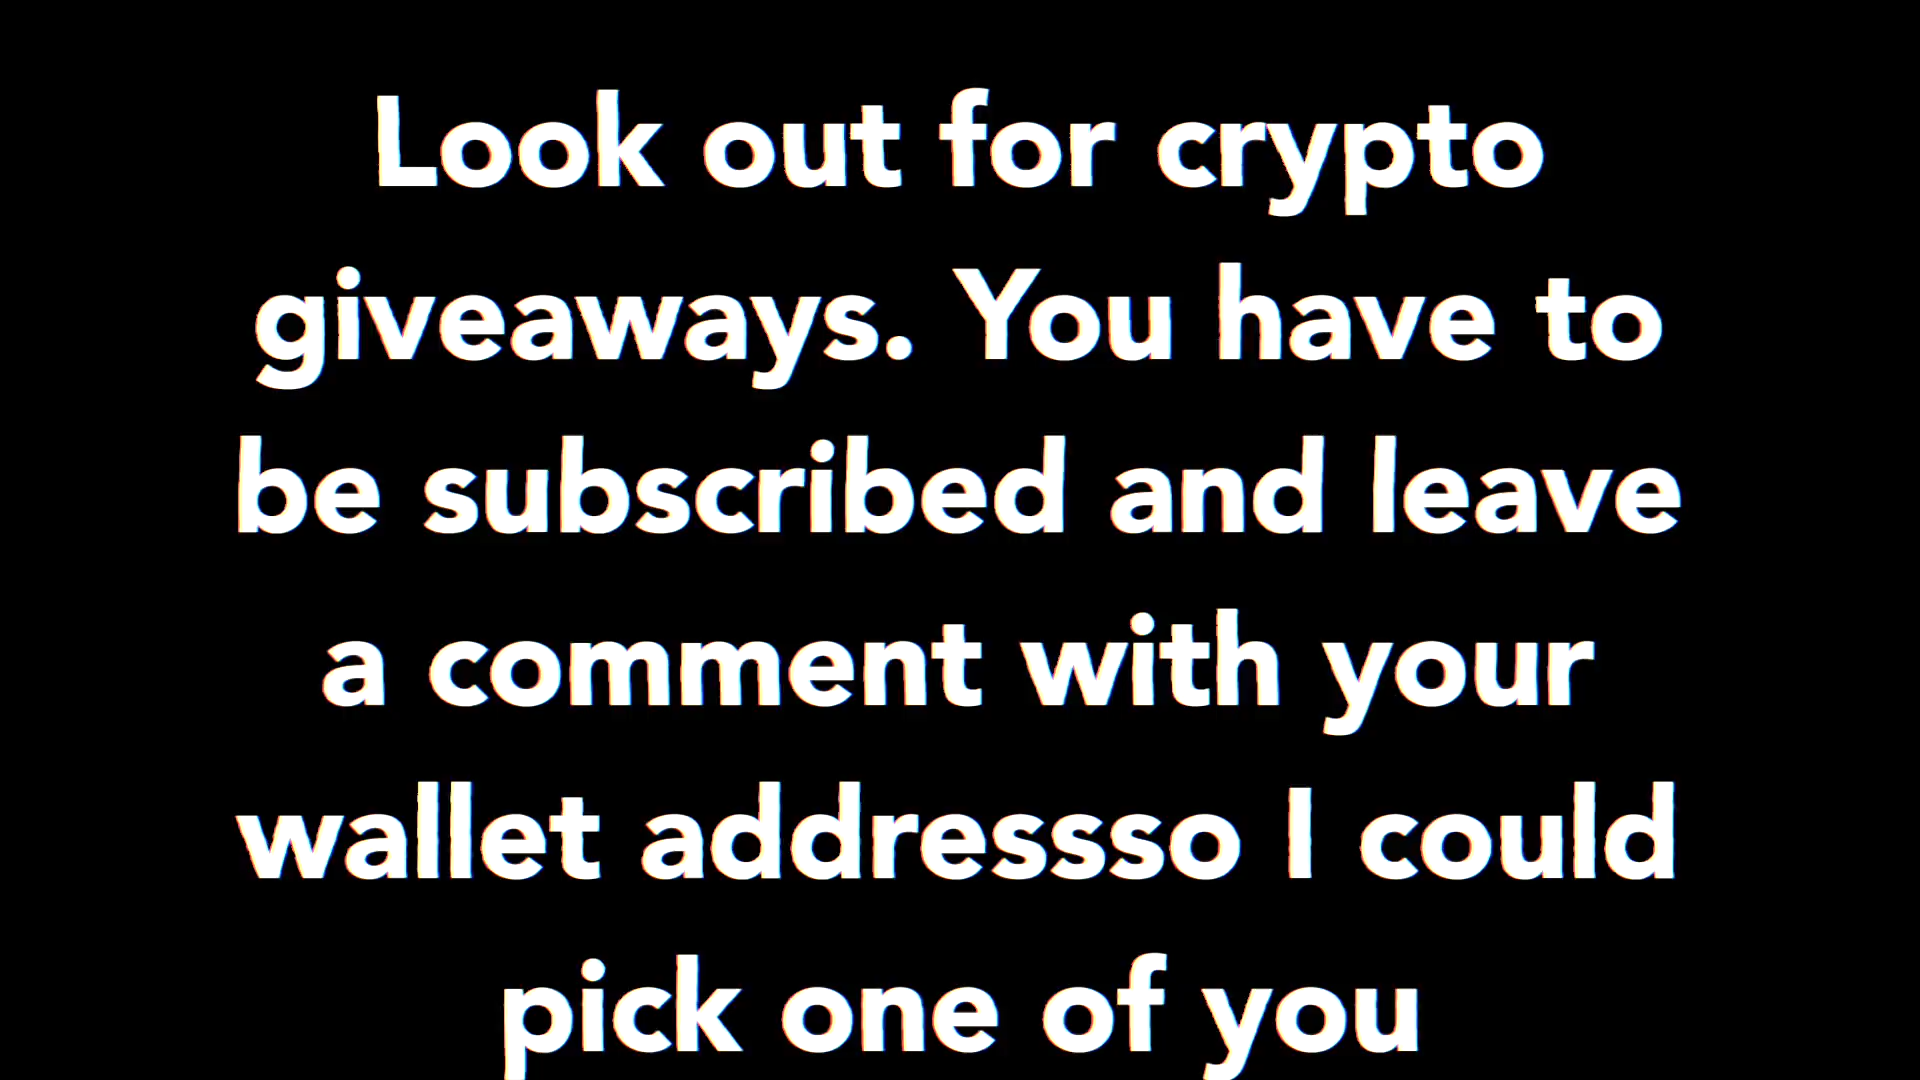 Look out for crypto
giveaways. You have to
be subscribed and leave
a comment with your
wallet addressso I could
pick one of you